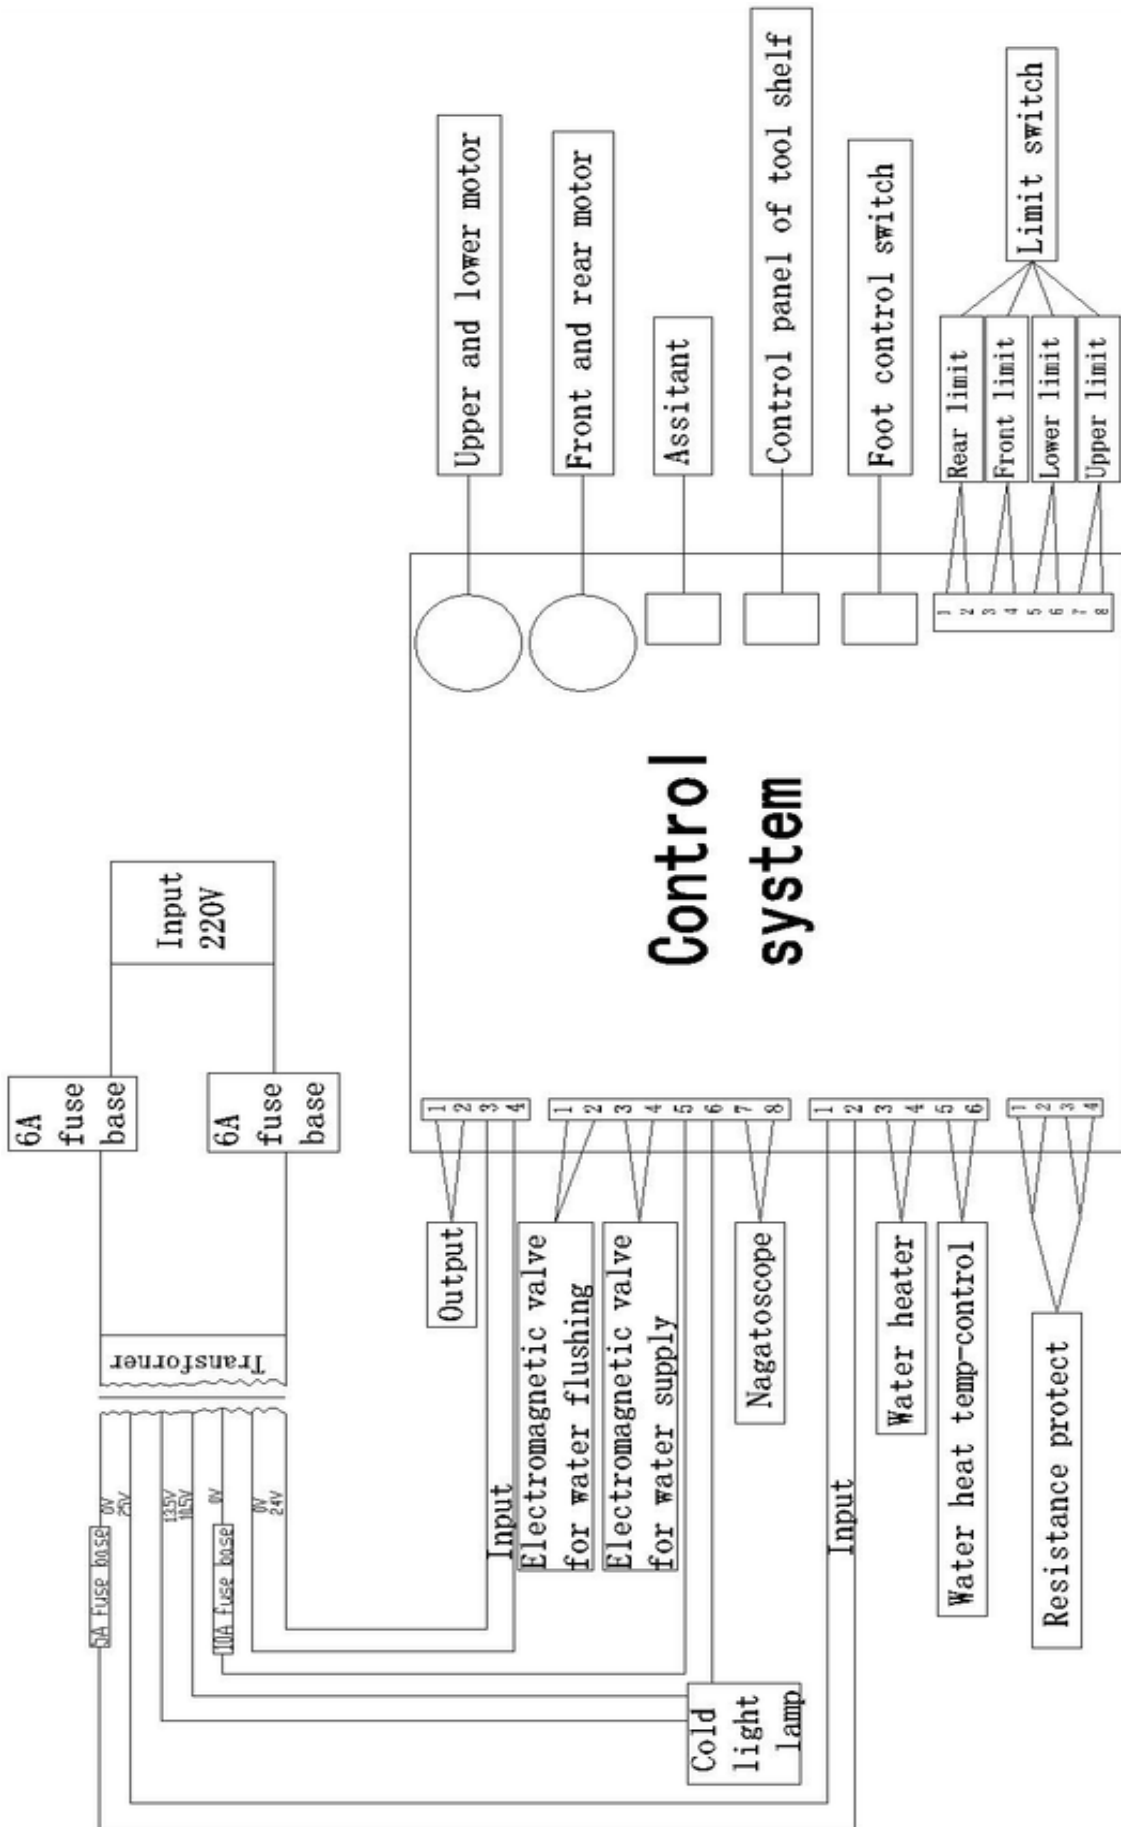 6A
fuse
base
6A
fuse
base
Input
220V
Transforner
5A Fuse base
0V
25V
13.5V
10.5V
10A Fuse base
0V
0V
24V
Input
Output
Electromagnetic valve
for water flushing
Electromagnetic valve
for water supply
Cold
light
lamp
Nagatoscope
Input
Water heater
Water heat temp-control
Resistance protect
1
2
3
4
1
2
3
4
5
6
7
8
1
2
3
4
5
6
1
2
3
4
Control
system
Upper and lower motor
Front and rear motor
Assitant
Control panel of tool shelf
Foot control switch
1
2
3
4
5
6
7
8
Rear limit
Front limit
Lower limit
Upper limit
Limit switch